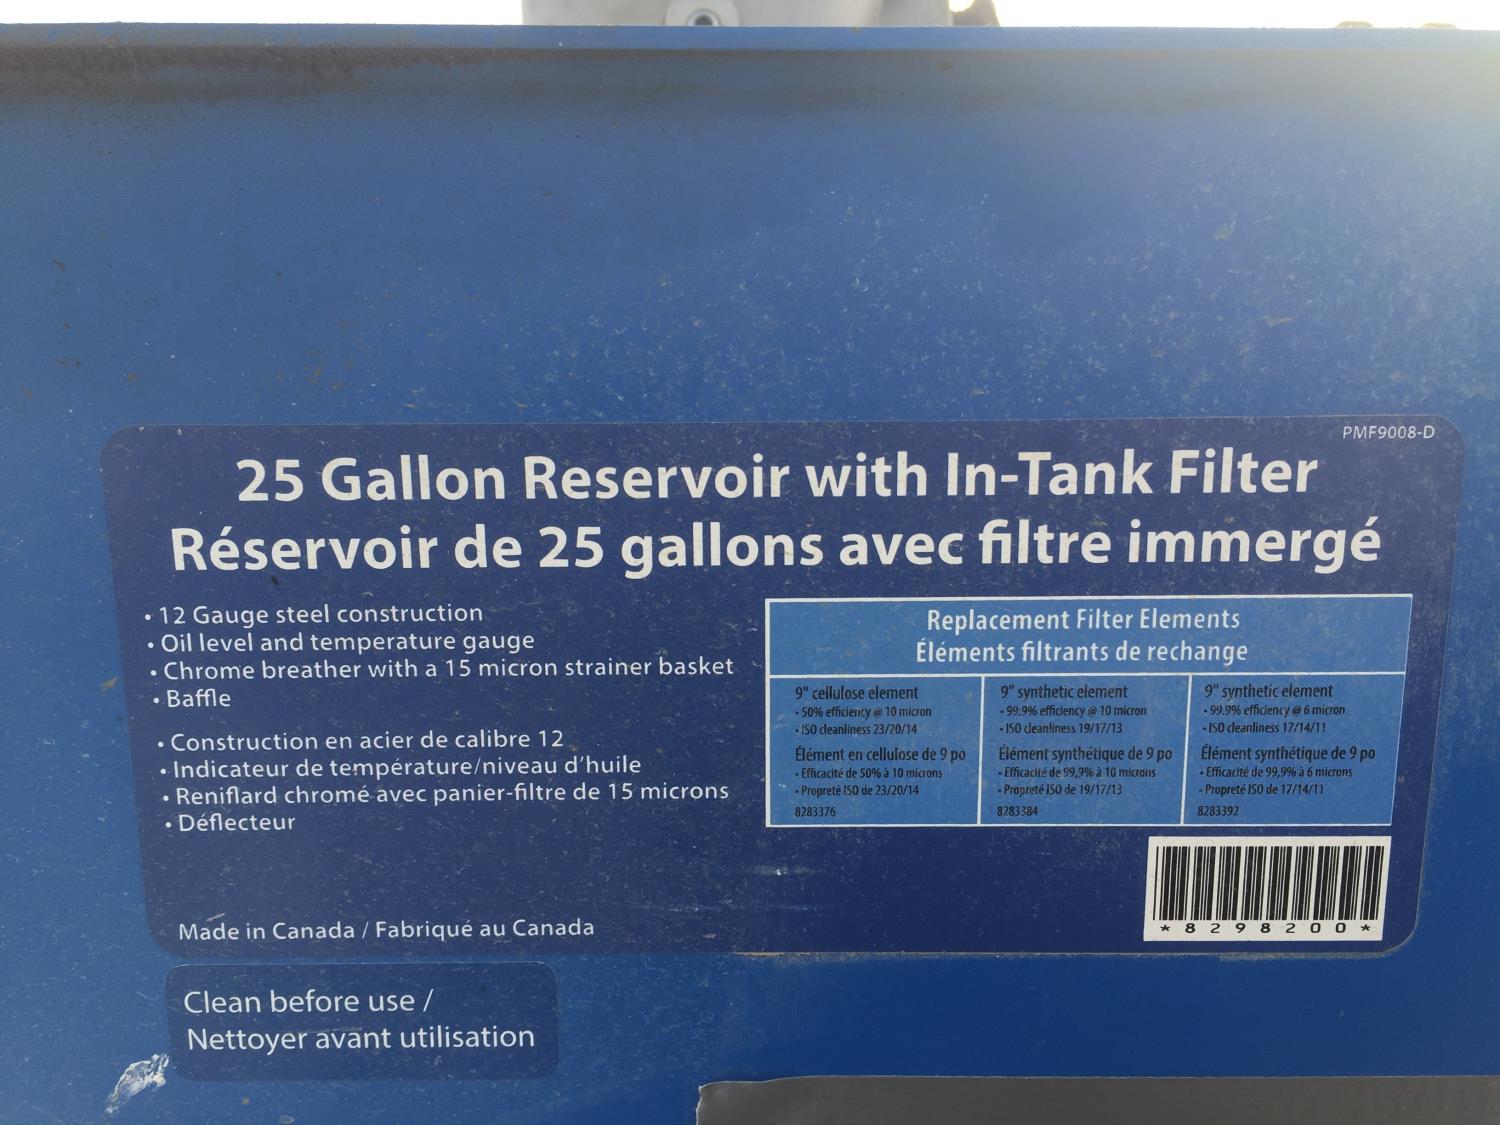 PMF9008-D
25 Gallon Reservoir with In-Tank Filter
Réservoir de 25 gallons avec filtre immergé
• 12 Gauge steel construction
• Oil level and temperature gauge
• Chrome breather with a 15 micron strainer basket
• Baffle
• Construction en acier de calibre 12
• Indicateur de température/niveau d'huile
• Reniflard chromé avec panier-filtre de 15 microns
• Déflecteur
Replacement Filter Elements
Éléments filtrants de rechange
9" cellulose element
- 50% efficiency @ 10 micron
- ISO cleanliness 23/20/14
Élément en cellulose de 9 po
- Efficacité de 50% à 10 microns
- Propreté ISO de 23/20/14
8283376
9" synthetic element
- 99.9% efficiency @ 10 micron
- ISO cleanliness 19/17/13
Élément synthétique de 9 po
- Efficacité de 99,9% à 10 microns
- Propreté ISO de 19/17/13
8283384
9" synthetic element
- 99.9% efficiency @ 6 micron
- ISO cleanliness 17/14/11
Élément synthétique de 9 po
- Efficacité de 99,9% à 6 microns
- Propreté ISO de 17/14/11
8283392
*8298200*
Made in Canada / Fabriqué au Canada
Clean before use /
Nettoyer avant utilisation